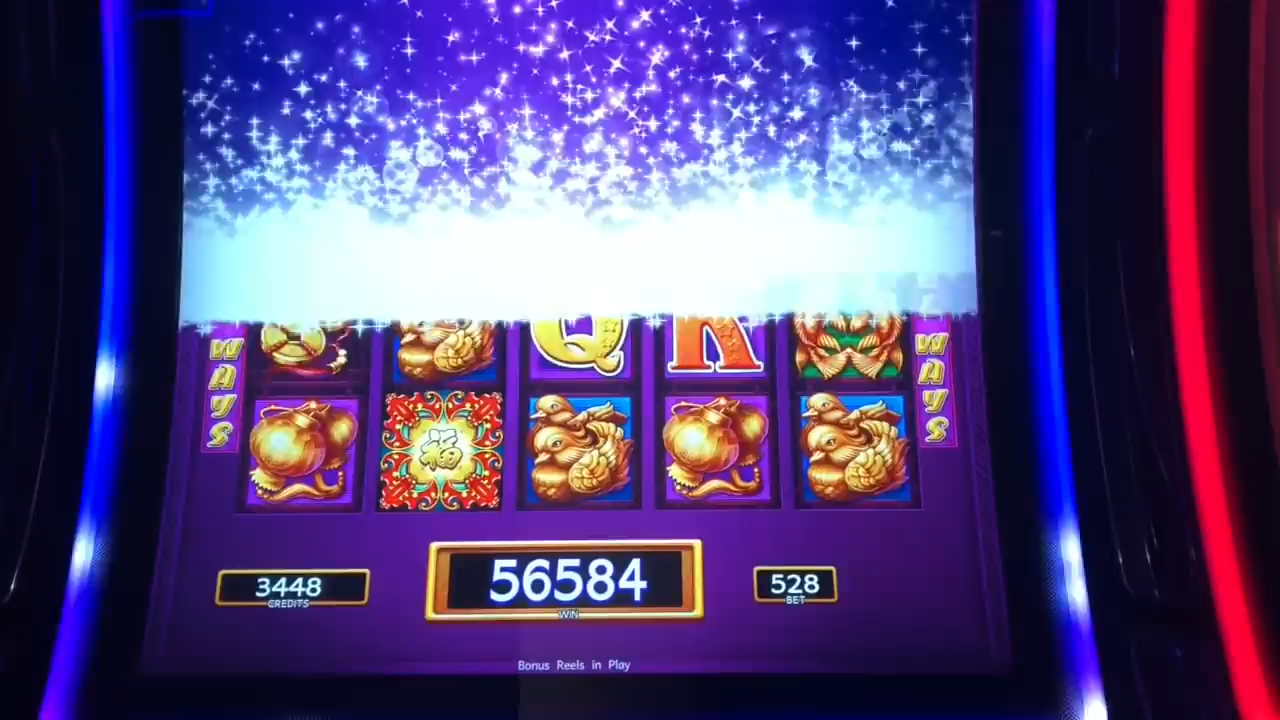 WAYS
Q
K
WAYS
福
3448
CREDITS
56584
WIN
528
BET
Bonus Reels in Play